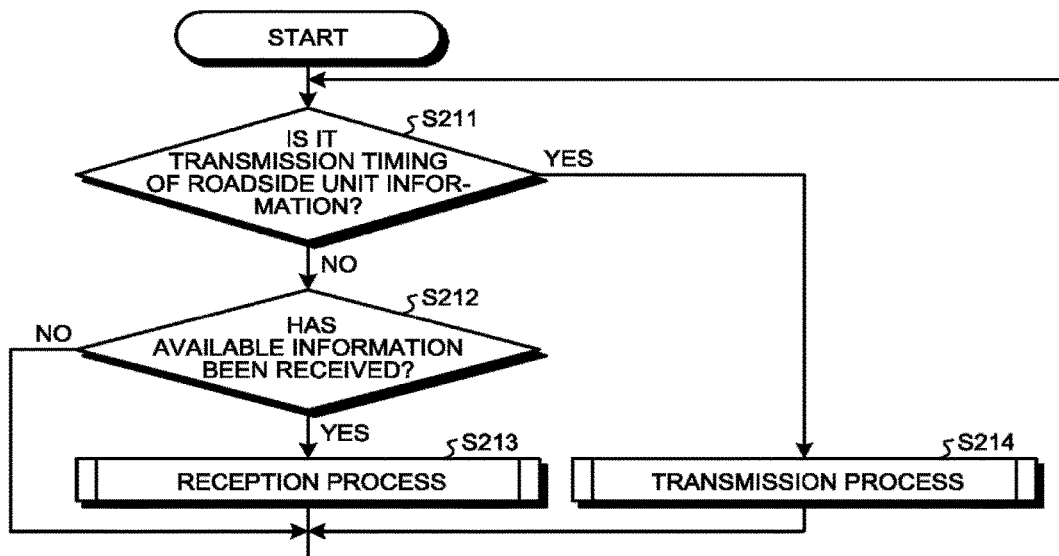 START
S211
IS IT
TRANSMISSION TIMING
OF ROADSIDE UNIT INFOR-
MATION?
YES
NO
S212
NO
HAS
AVAILABLE INFORMATION
BEEN RECEIVED?
YES
S213
S214
RECEPTION PROCESS
TRANSMISSION PROCESS